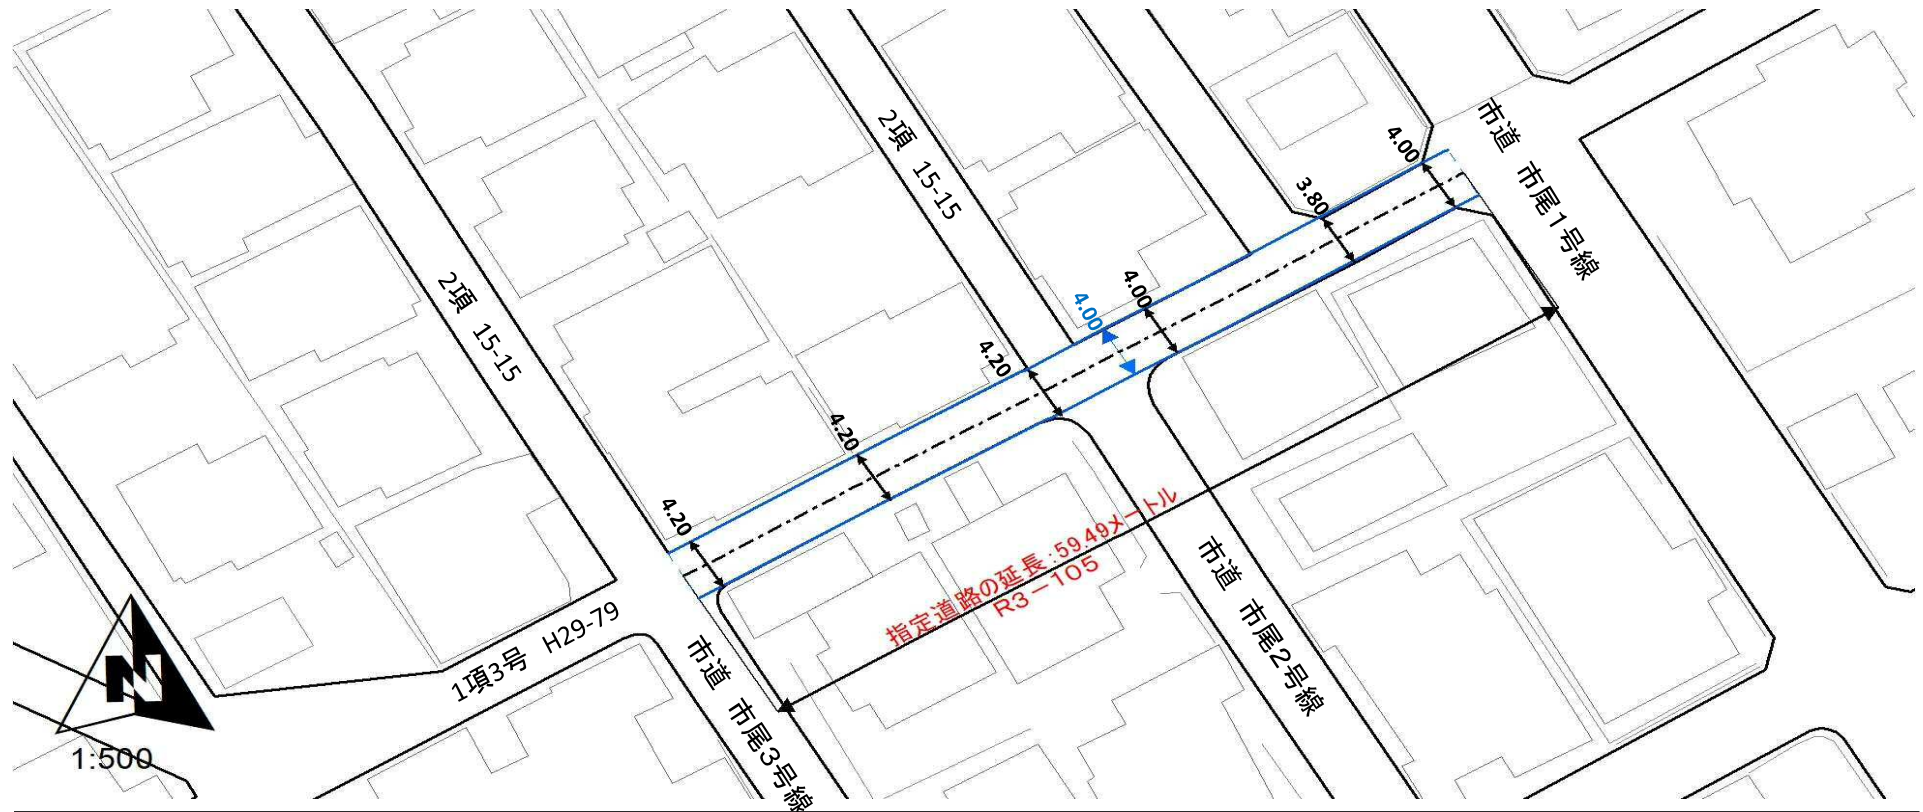 市道 市尾1号線
4.00
2項 15-15
3.80
4.00
4.00
2項 15-15
4.20
4.20
4.20
指定道路の延長:59.49メートル
R3-105
市道 市尾2号線
1項3号 H29-79
市道 市尾3号線
N
1:500